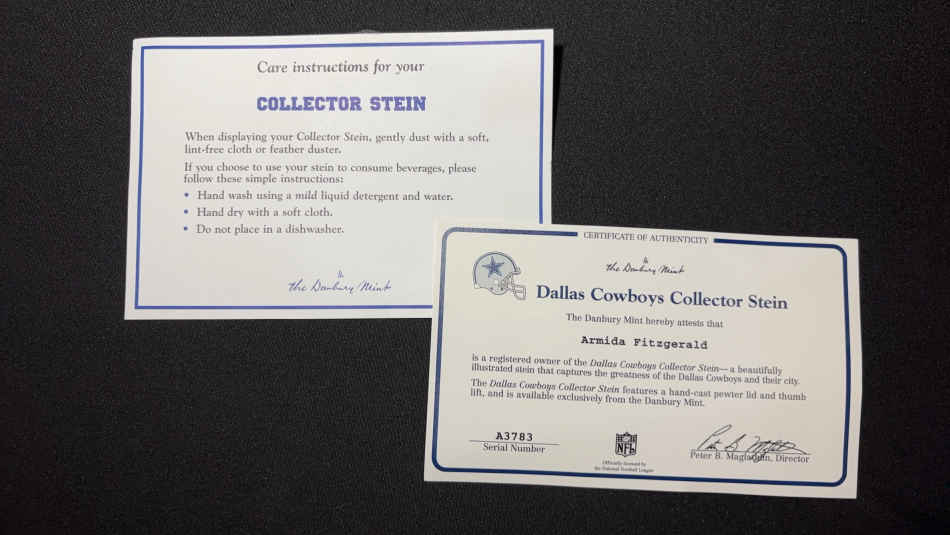 Care instructions for your
COLLECTOR STEIN
When displaying your Collector Stein, gently dust with a soft,
lint-free cloth or feather duster.
If you choose to use your stein to consume beverages, please
follow these simple instructions:
• Hand wash using a mild liquid detergent and water.
• Hand dry with a soft cloth.
• Do not place in a dishwasher.
the Danbury Mint
CERTIFICATE OF AUTHENTICITY
the Danbury Mint
Dallas Cowboys Collector Stein
The Danbury Mint hereby attests that
Armida Fitzgerald
is a registered owner of the Dallas Cowboys Collector Stein—a beautifully
illustrated stein that captures the greatness of the Dallas Cowboys and their city.
The Dallas Cowboys Collector Stein features a hand-cast pewter lid and thumb
lift, and is available exclusively from the Danbury Mint.
A3783
Serial Number
NFL
Officially licensed by
the National Football League
Peter B. Maglathlin, Director